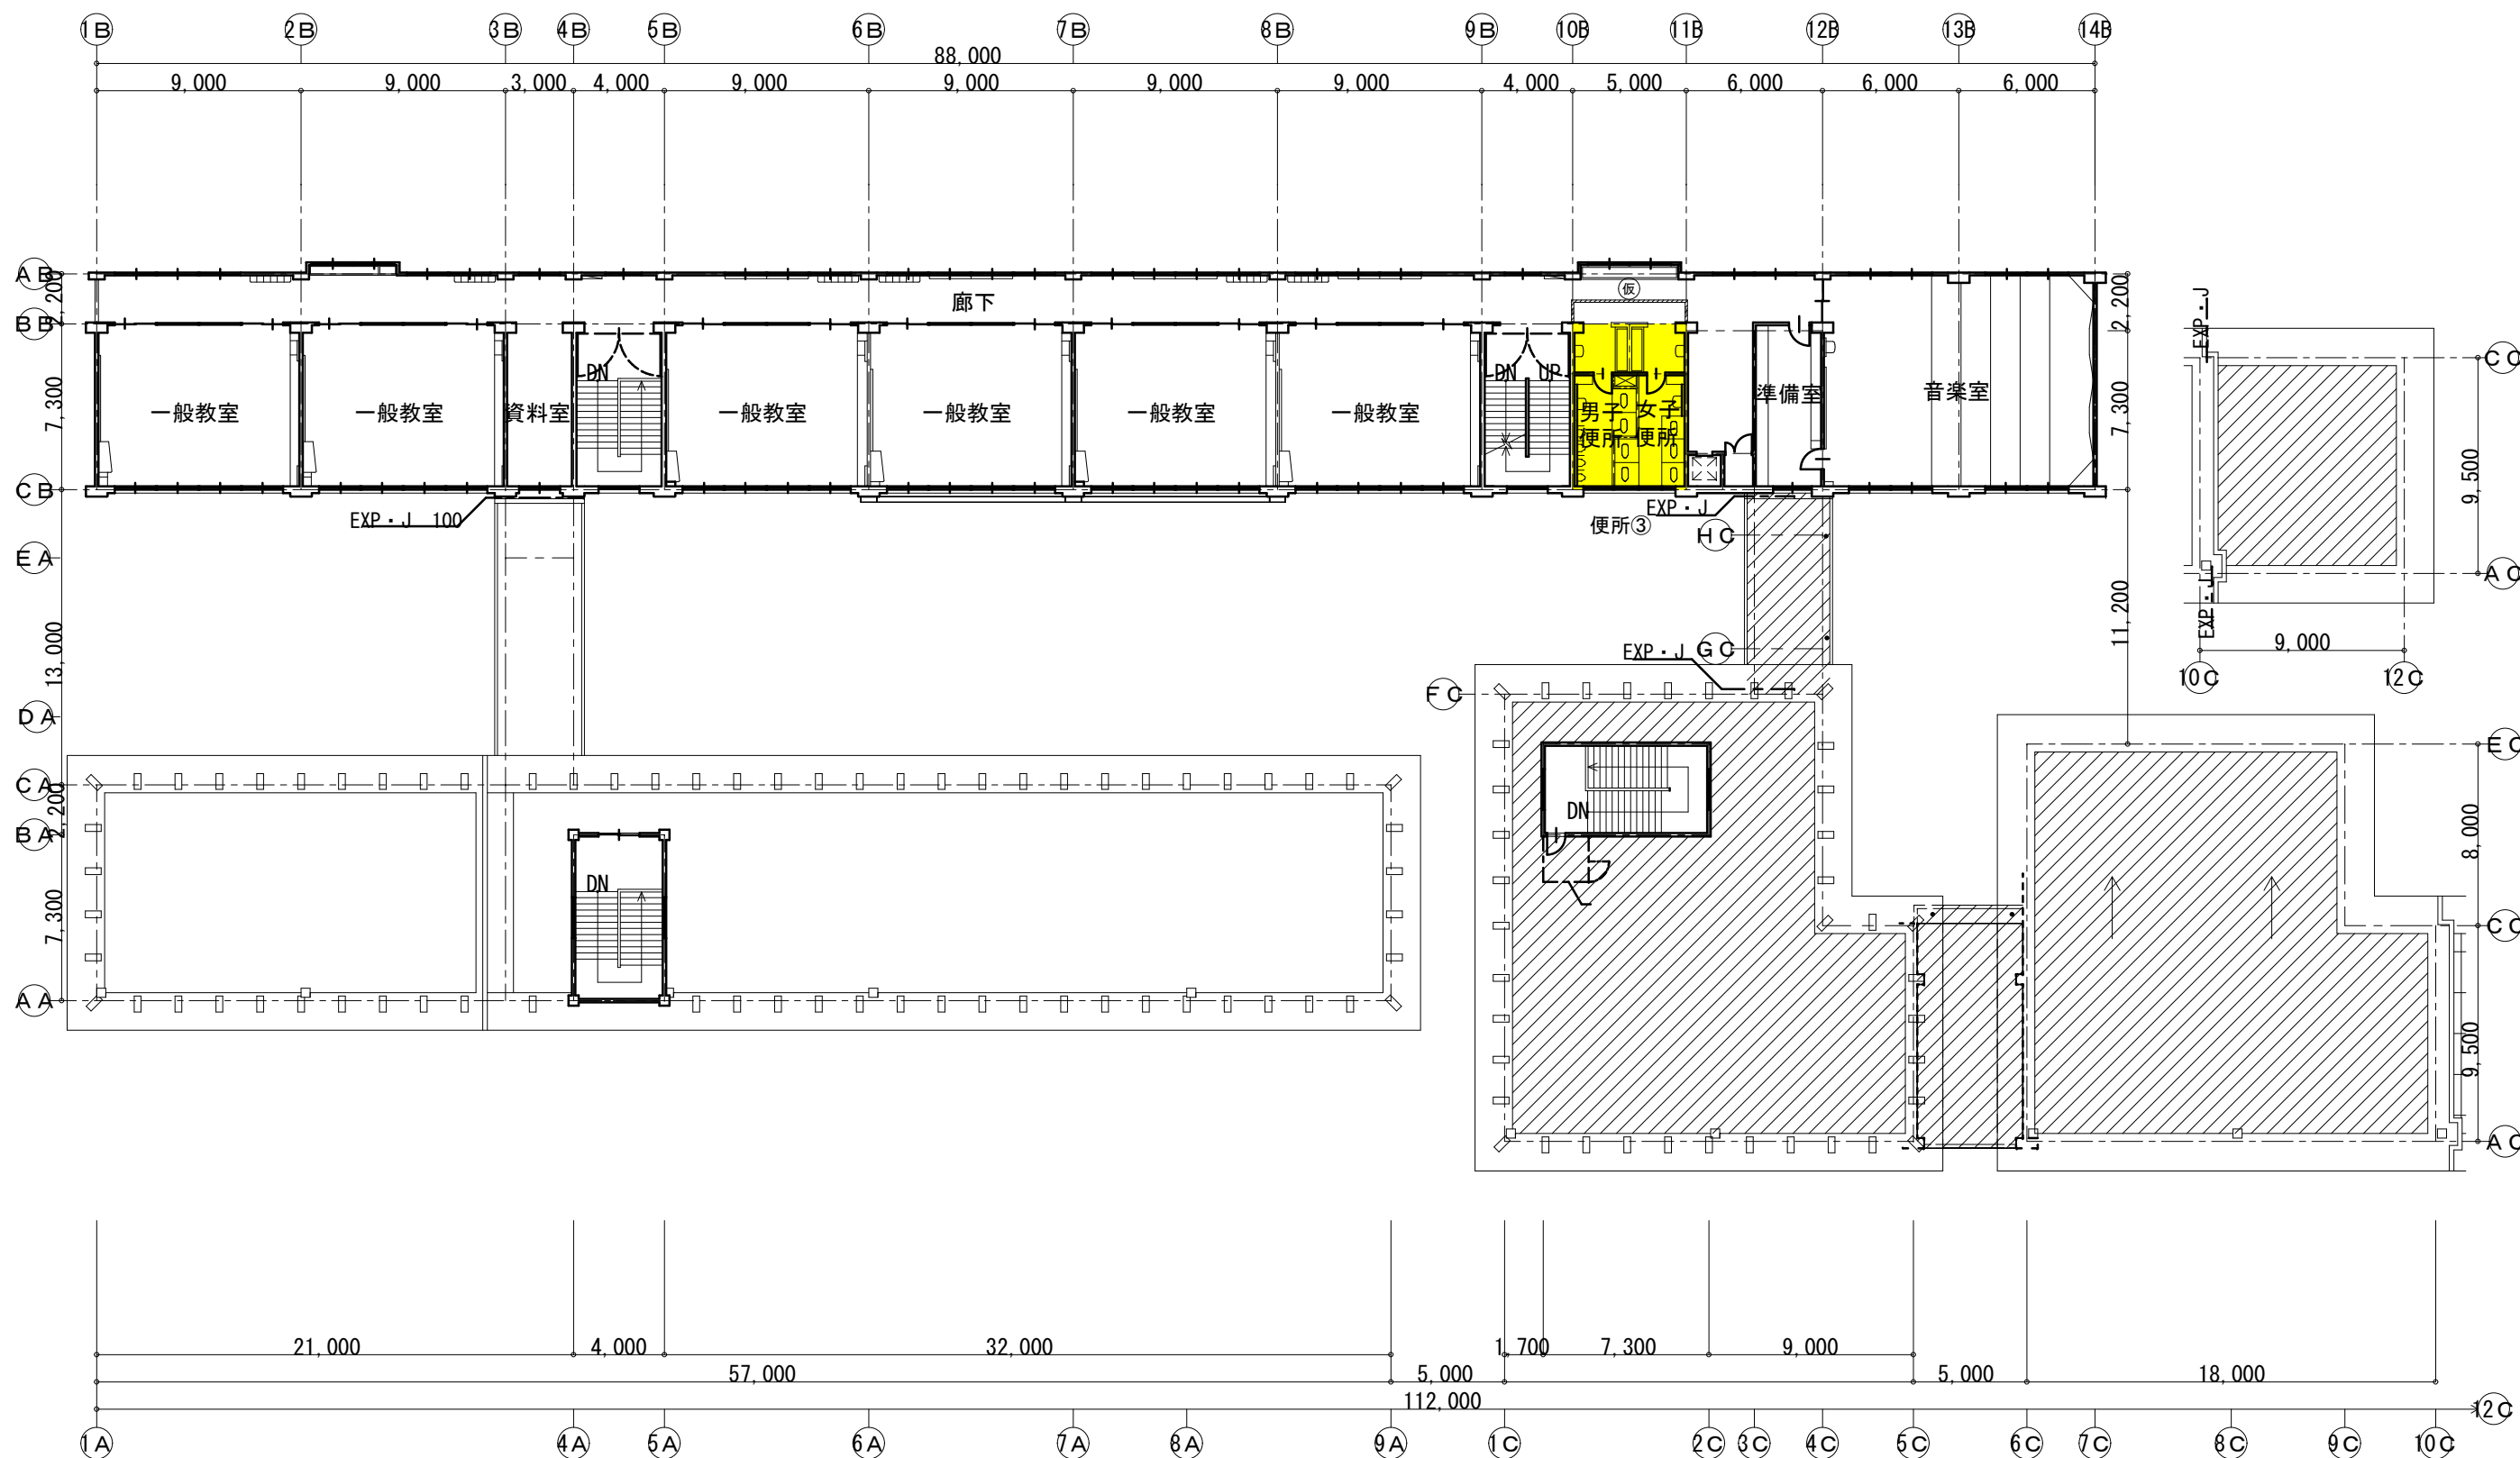 1B 2B 3B 4B 5B 6B 7B 8B 9B 10B 11B 12B 13B 14B
88,000
9,000 9,000 3,000 4,000 9,000 9,000 9,000 9,000 4,000 5,000 6,000 6,000 6,000
AB
2,200
2,200
仮
廊下
BB
EXP・J
CC
DN
DN UP
7,300
7,300
一般教室 一般教室 資料室 一般教室 一般教室 一般教室 一般教室
男子
便所
女子
便所
準備室
音楽室
9,500
CB
EXP・J 100
EXP・J
便所③
HC
EA
AC
13,000
11,200
EXP・J
EXP・J
GC
9,000
10C 12C
FC
DA
EC
CA
2,200
BA
DN
8,000
DN
7,300
CC
AA
9,500
AC
21,000 4,000 32,000 1,700 7,300 9,000
57,000 5,000 5,000 18,000
112,000
12C
1A 4A 5A 6A 7A 8A 9A 1C 2C 3C 4C 5C 6C 7C 8C 9C 10C